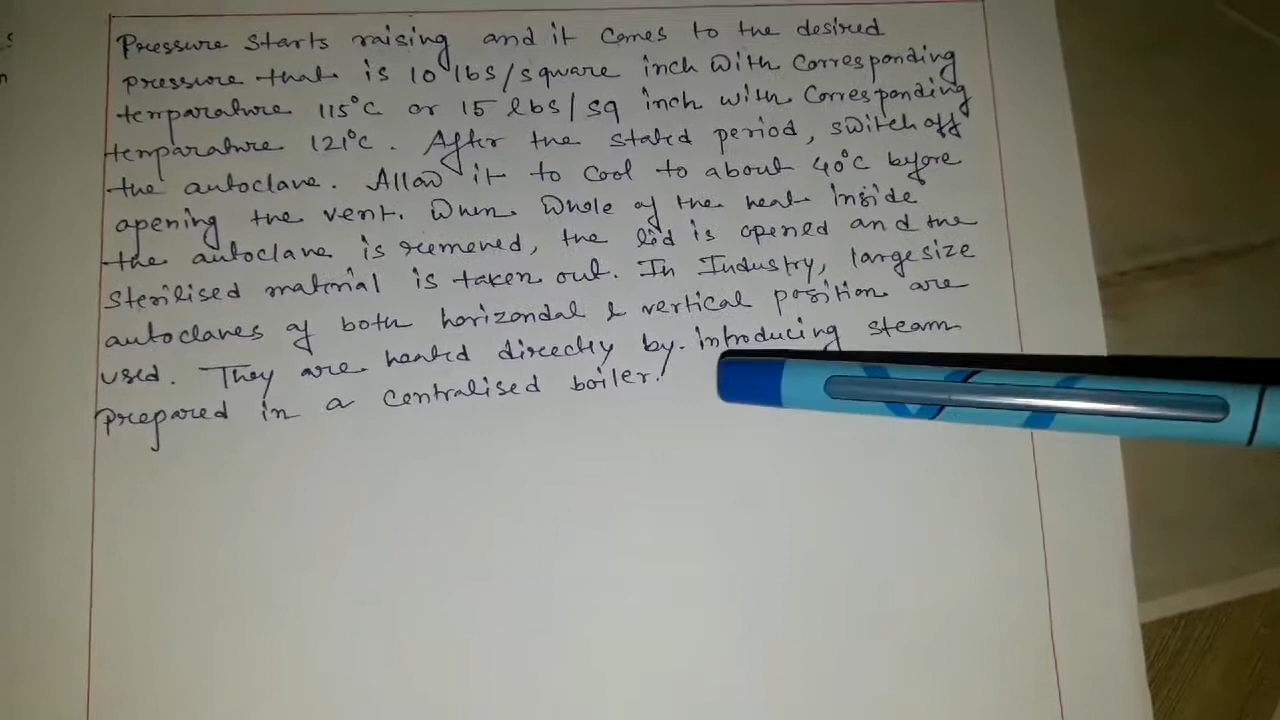 Pressure starts raising and it comes to the desired
pressure that is 10 lbs/square inch with corresponding
temparature 115°C or 15 lbs/sq inch with corresponding
temparature 121°C. After the stated period, switch off
the autoclave. Allow it to cool to about 40°C before
opening the vent. When whole of the heat inside
the autoclave is removed, the lid is opened and the
sterilised material is taken out. In Industry, large size
autoclaves of both horizondal & vertical position are
used. They are heated directly by introducing steam
prepared in a centralised boiler.